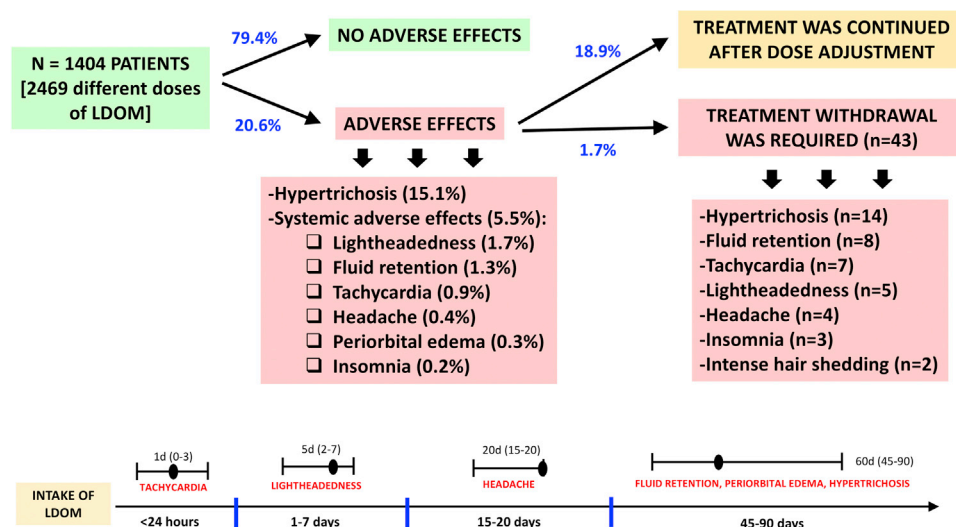 N = 1404 PATIENTS
[2469 different doses
of LDOM]
79.4%
20.6%
NO ADVERSE EFFECTS
ADVERSE EFFECTS
18.9%
1.7%
TREATMENT WAS CONTINUED
AFTER DOSE ADJUSTMENT
TREATMENT WITHDRAWAL
WAS REQUIRED (n=43)
-Hypertrichosis (15.1%)
-Systemic adverse effects (5.5%):
❑ Lightheadedness (1.7%)
❑ Fluid retention (1.3%)
❑ Tachycardia (0.9%)
❑ Headache (0.4%)
❑ Periorbital edema (0.3%)
❑ Insomnia (0.2%)
-Hypertrichosis (n=14)
-Fluid retention (n=8)
-Tachycardia (n=7)
-Lightheadedness (n=5)
-Headache (n=4)
-Insomnia (n=3)
-Intense hair shedding (n=2)
1d (0-3)
TACHYCARDIA
5d (2-7)
LIGHTHEADEDNESS
20d (15-20)
HEADACHE
60d (45-90)
FLUID RETENTION, PERIORBITAL EDEMA, HYPERTRICHOSIS
INTAKE OF
LDOM
<24 hours
1-7 days
15-20 days
45-90 days